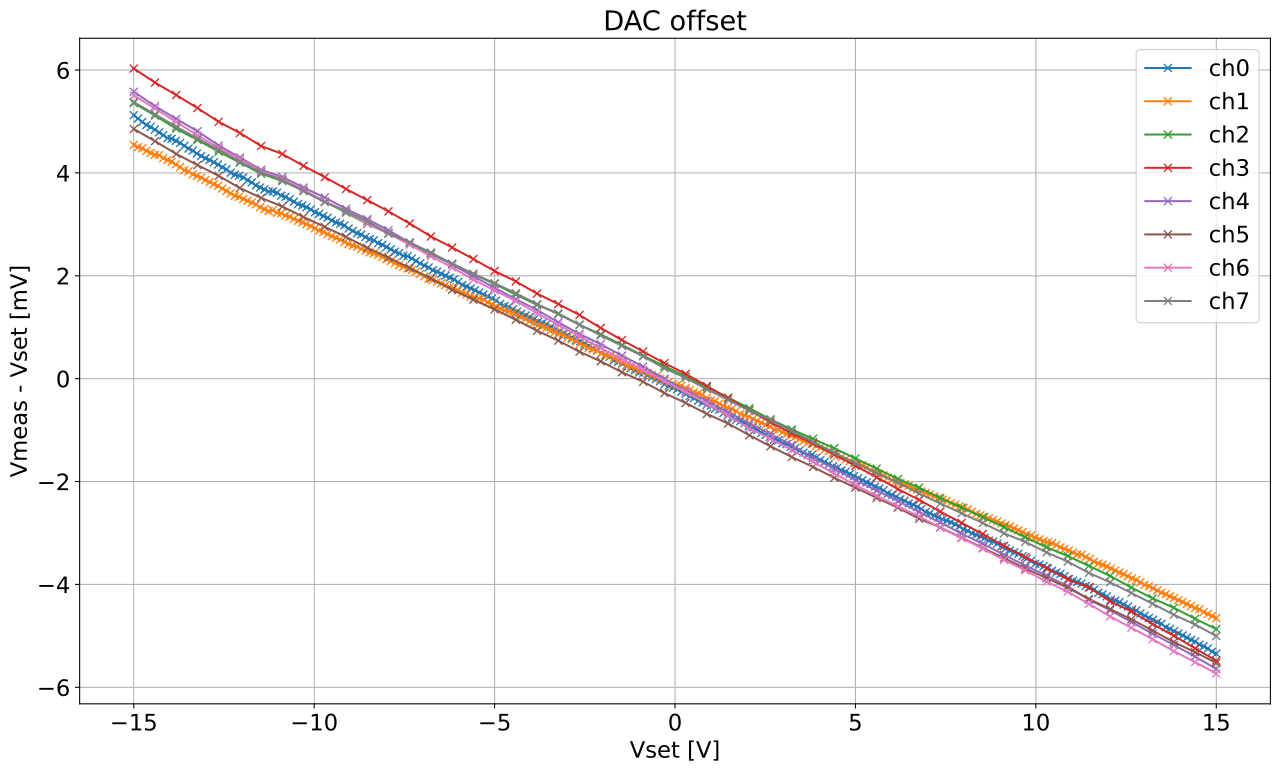 DAC offset
Vmeas - Vset [mV]
6
4
2
0
−2
−4
−6
ch0
ch1
ch2
ch3
ch4
ch5
ch6
ch7
−15 −10 −5 0 5 10 15
Vset [V]